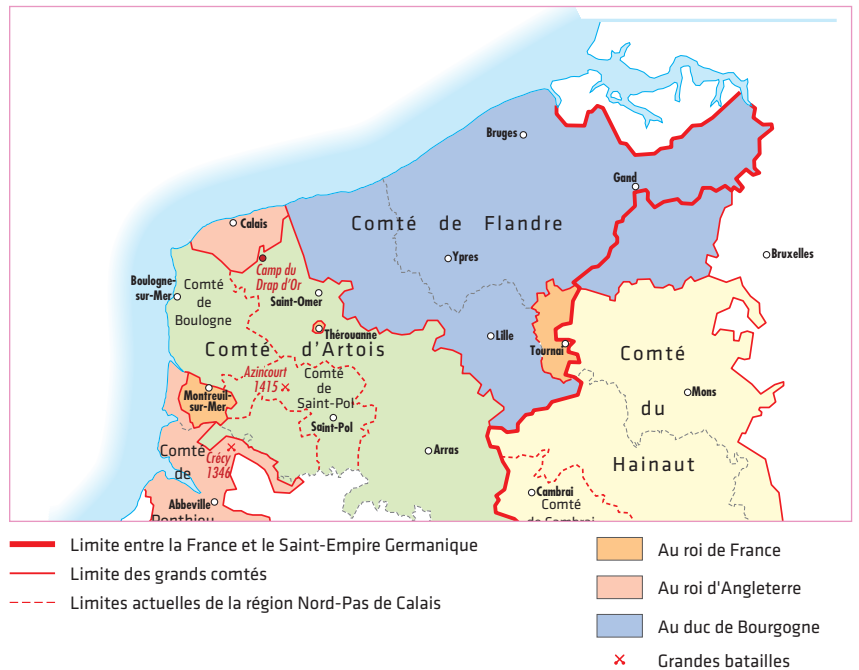 Bruges
Gand
Calais
Comté de Flandre
Bruxelles
Camp du
Drap d'Or
Ypres
Boulogne-
sur-Mer
Comté
de
Boulogne
Saint-Omer
Thérouanne
Lille
Tournai
Comté d'Artois
Comté
du
Hainaut
Azincourt
1415
Comté
de
Saint-Pol
Mons
Montreuil-
sur-Mer
Saint-Pol
Arras
Comté
de
Crécy
1346
Cambrai
Comté
de Cambrai
Abbeville
Ponthieu
Limite entre la France et le Saint-Empire Germanique
Limite des grands comtés
Limites actuelles de la région Nord-Pas de Calais
Au roi de France
Au roi d'Angleterre
Au duc de Bourgogne
Grandes batailles